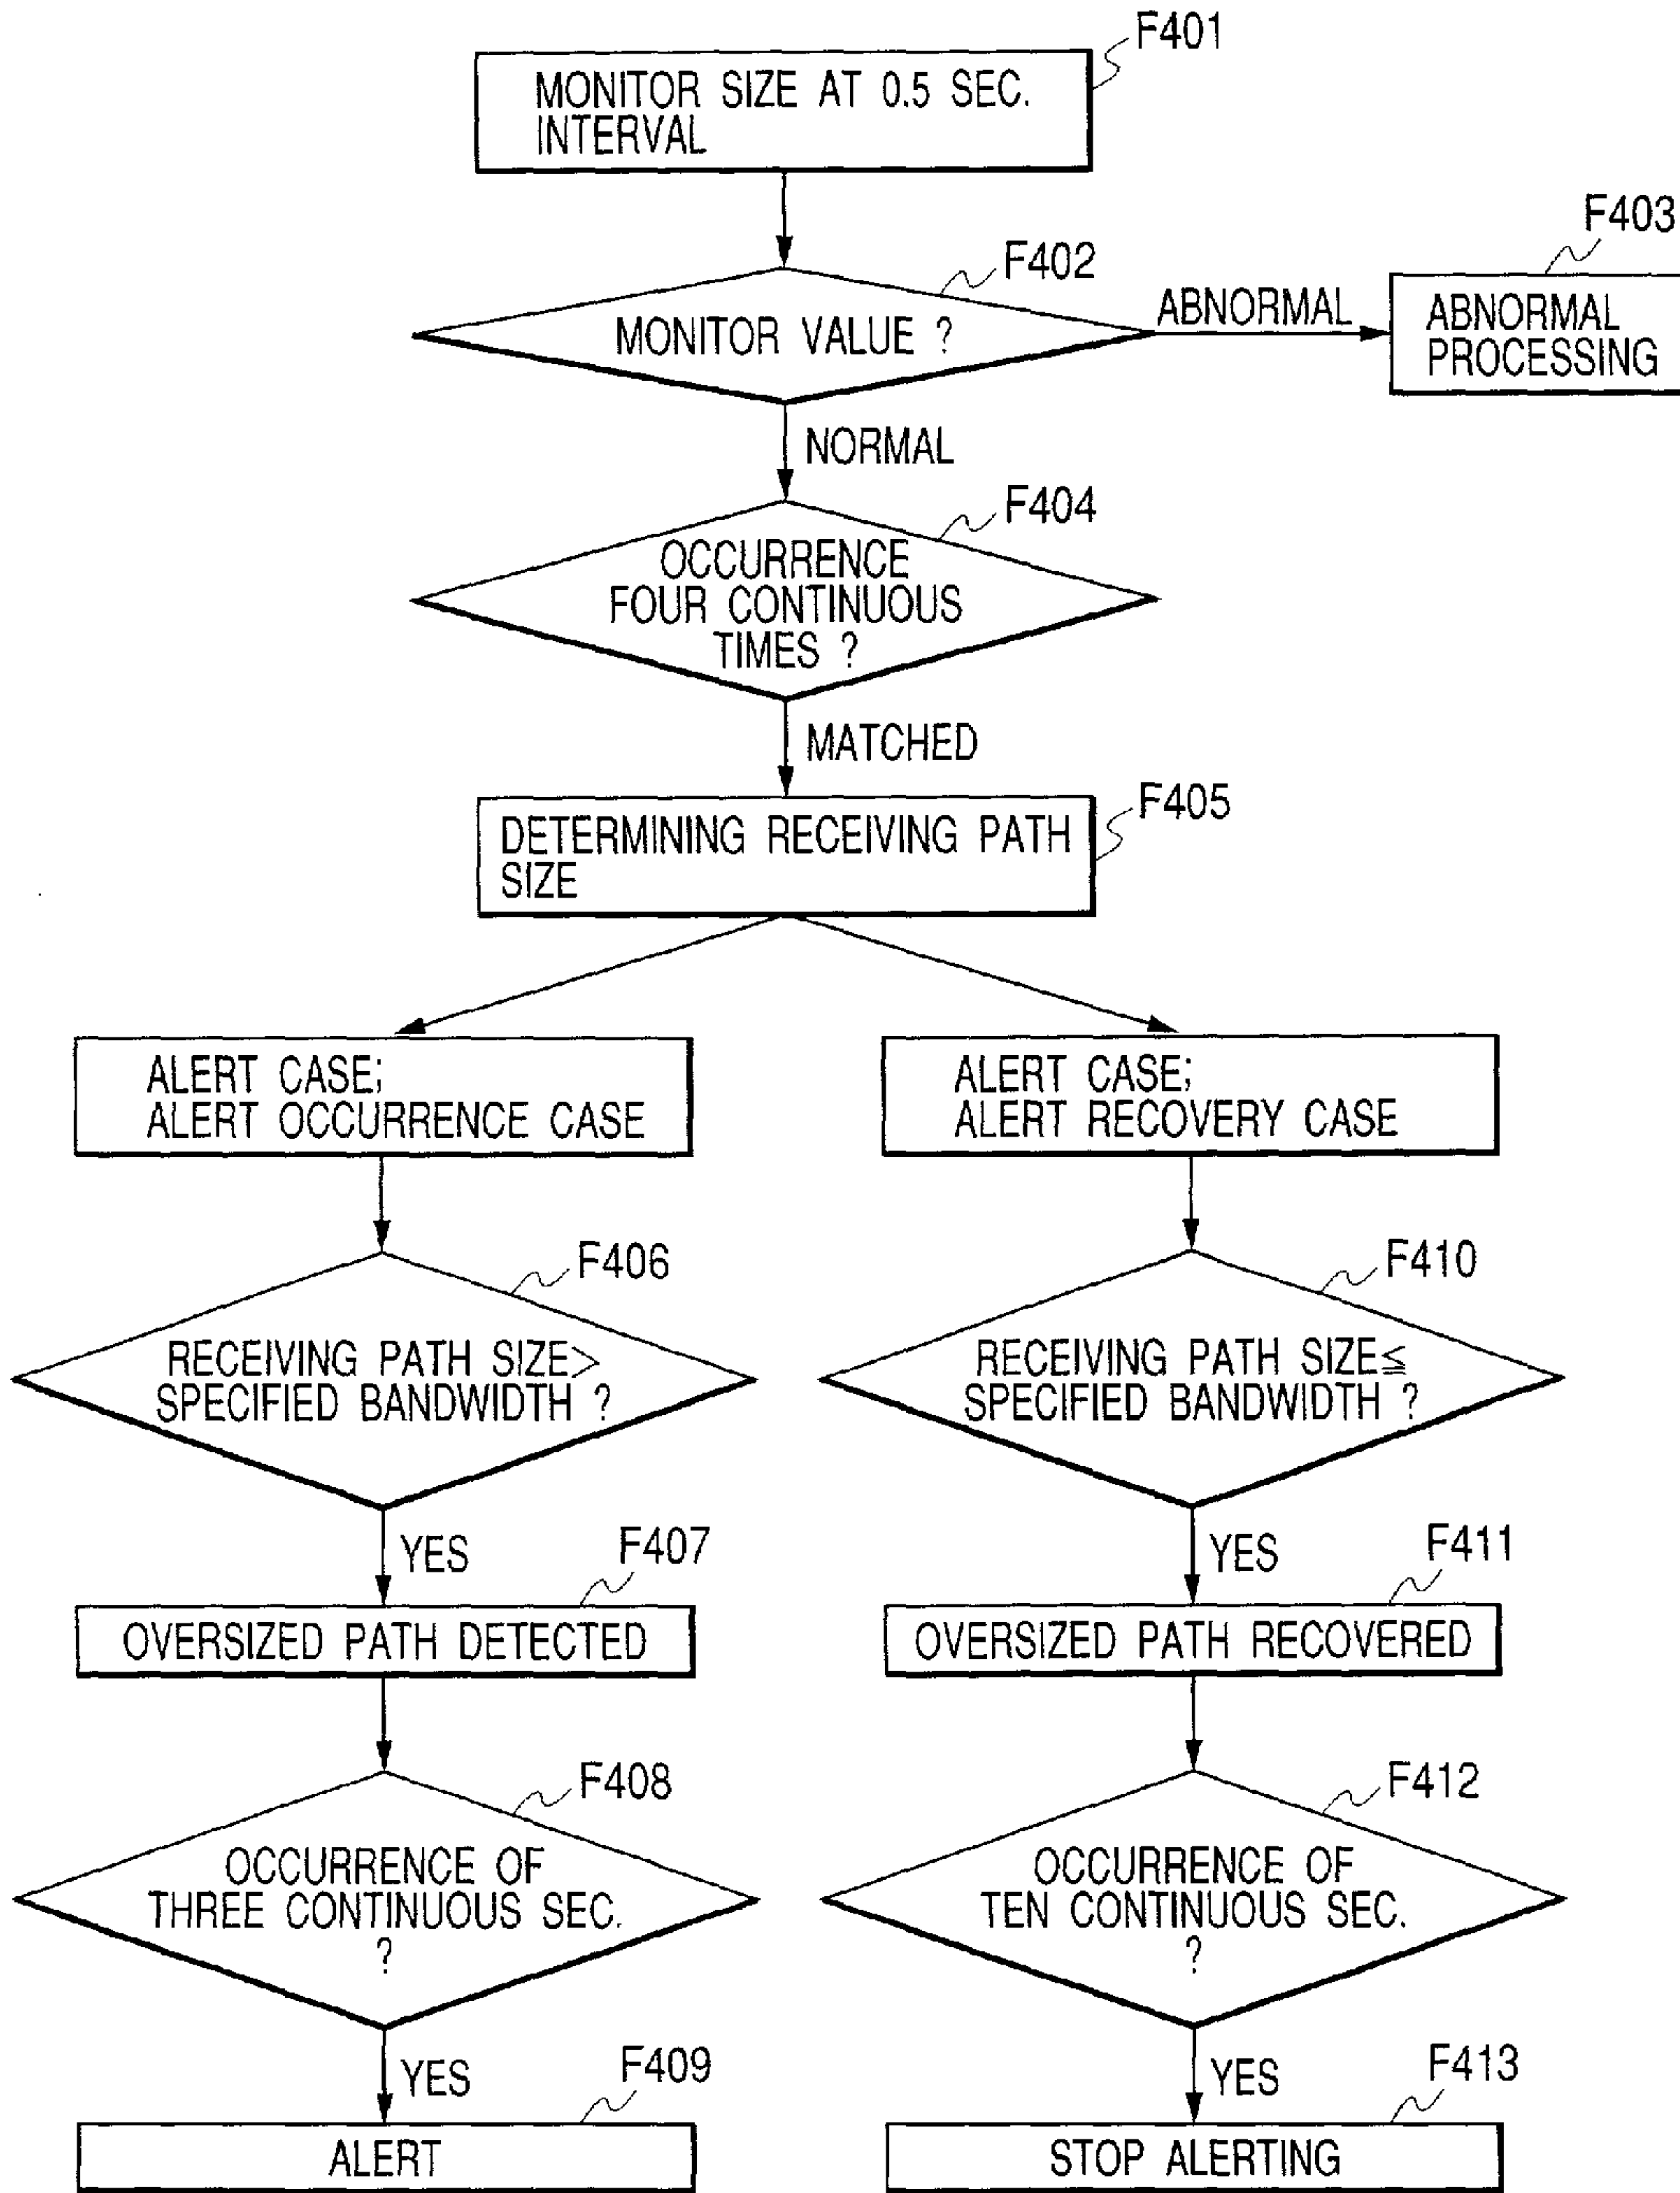 F401
MONITOR SIZE AT 0.5 SEC.
INTERVAL
F402
MONITOR VALUE ?
ABNORMAL
F403
ABNORMAL
PROCESSING
NORMAL
F404
OCCURRENCE
FOUR CONTINUOUS
TIMES ?
MATCHED
F405
DETERMINING RECEIVING PATH
SIZE
ALERT CASE;
ALERT OCCURRENCE CASE
F406
RECEIVING PATH SIZE>
SPECIFIED BANDWIDTH ?
YES
F407
OVERSIZED PATH DETECTED
F408
OCCURRENCE OF
THREE CONTINUOUS SEC.
?
YES
F409
ALERT
ALERT CASE;
ALERT RECOVERY CASE
F410
RECEIVING PATH SIZE≦
SPECIFIED BANDWIDTH ?
YES
F411
OVERSIZED PATH RECOVERED
F412
OCCURRENCE OF
TEN CONTINUOUS SEC.
?
YES
F413
STOP ALERTING